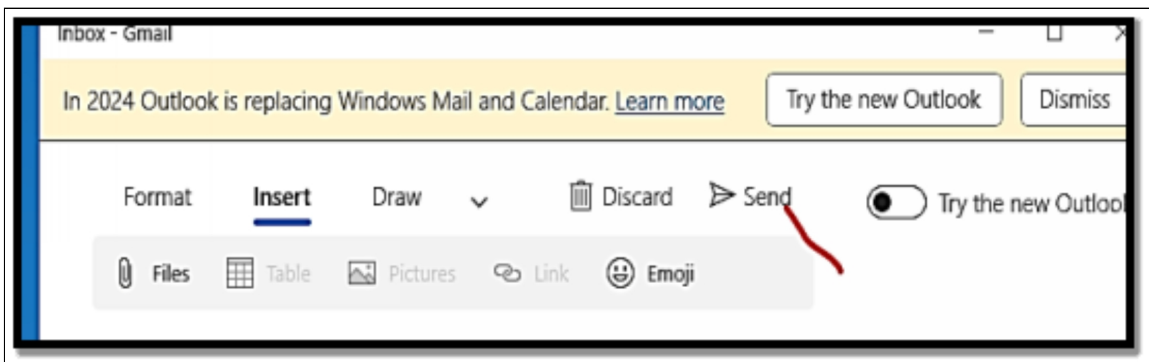 Inbox - Gmail
In 2024 Outlook is replacing Windows Mail and Calendar. Learn more Try the new Outlook Dismiss
Format Insert Draw Discard Send Try the new Outlool
Files Table Pictures Link Emoji